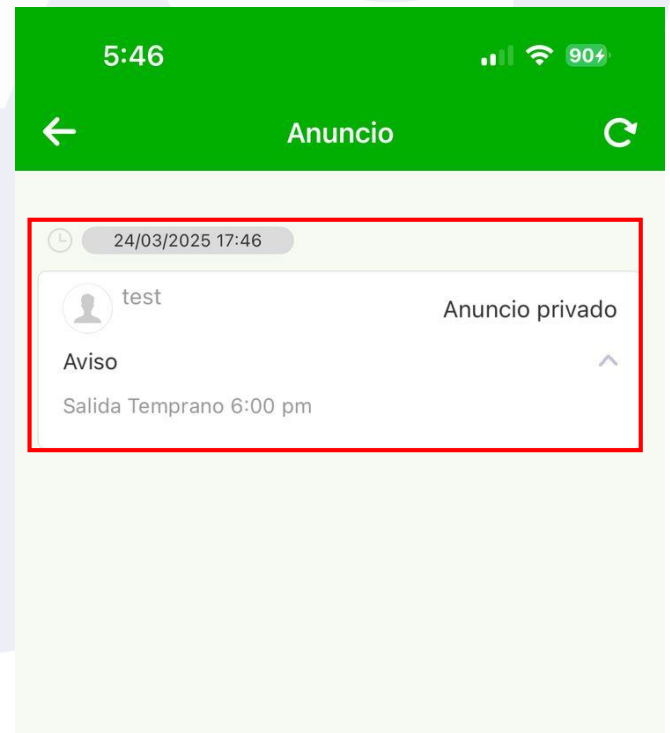 5:46
90
Anuncio
24/03/2025 17:46
test
Anuncio privado
Aviso
Salida Temprano 6:00 pm